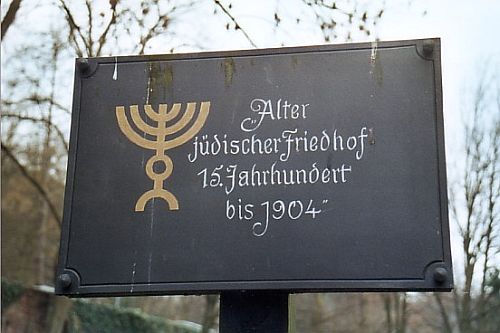 „Alter
jüdischer Friedhof
15. Jahrhundert
bis 1904“